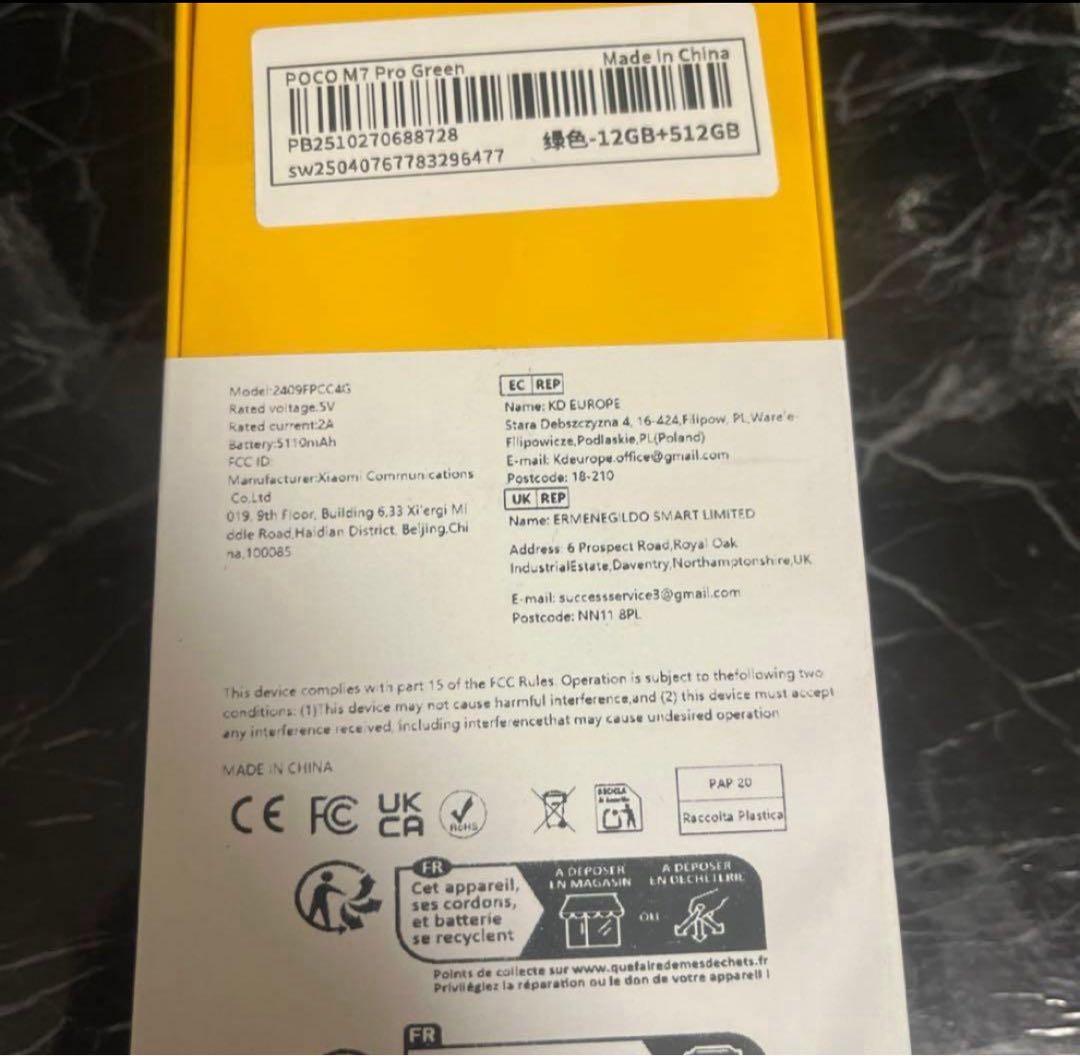 POCO M7 Pro Green
Made In China
PB2510270688728
绿色-12GB+512GB
SW25040767783296477
Model:2409FPCC4G
Rated voltage.5V
Rated current:2A
Battery:5110mAh
FCC ID:
Manufacturer:Xiaomi Communications
Co.Ltd
019, 9th Floor, Building 6,33 Xi'ergi Mi
ddle Road,Haidian District, Beijing,Chi
na,100085
EC REP
Name: KD EUROPE
Stara Debszczyzna 4, 16-424,Filipow, PL,Ware'e-
Filipowicze,Podlaskie,PL(Poland)
E-mail: Kdeurope.office@gmail.com
Postcode: 18-210
UK REP
Name: ERMENEGILDO SMART LIMITED
Address: 6 Prospect Road,Royal Oak
IndustrialEstate,Daventry,Northamptonshire,UK
E-mail: successservice3@gmail.com
Postcode: NN11 8PL
This device complies with part 15 of the FCC Rules. Operation is subject to thefollowing two
conditions: (1)This device may not cause harmful interference,and (2) this device must accept
any interference received, including interferencethat may cause undesired operation
MADE IN CHINA
CE FC UK
CA
RoHS
PAP 20
Raccolta Plastica
FR
Cet appareil,
ses cordons,
et batterie
se recyclent
À DÉPOSER
EN MAGASIN
OU
À DÉPOSER
EN DÉCHÈTERIE
Points de collecte sur www.quefairedemesdechets.fr
Privilégiez la réparation ou le don de votre appareil !
FR